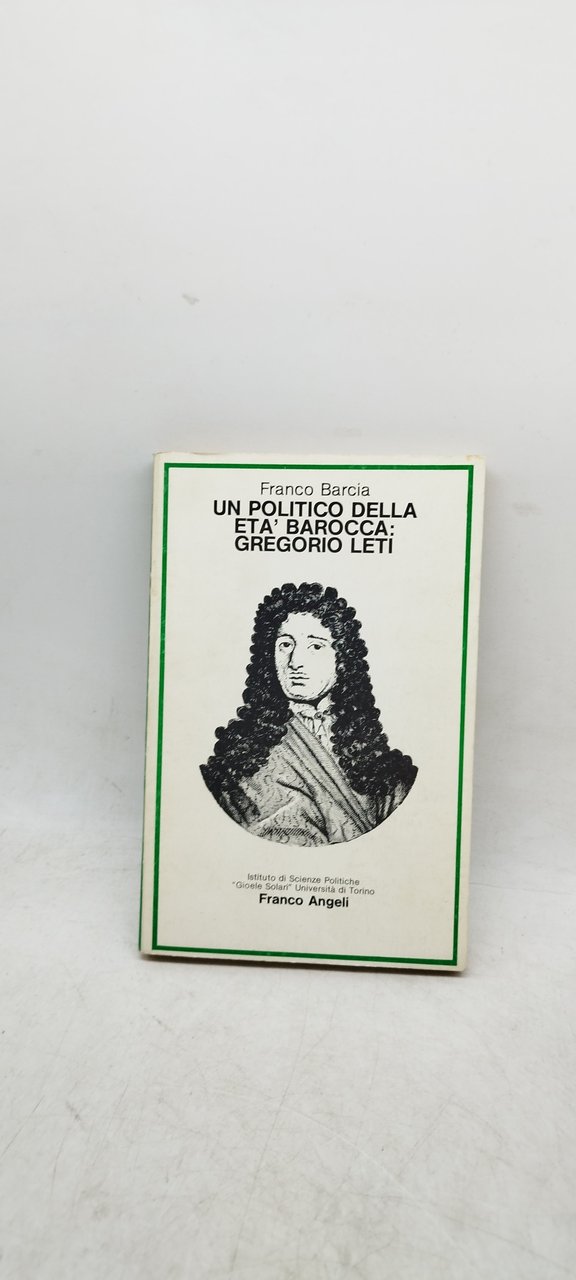 Franco Barcia
UN POLITICO DELLA
ETA' BAROCCA:
GREGORIO LETI
Istituto di Scienze Politiche
"Gioele Solari" Università di Torino
Franco Angeli